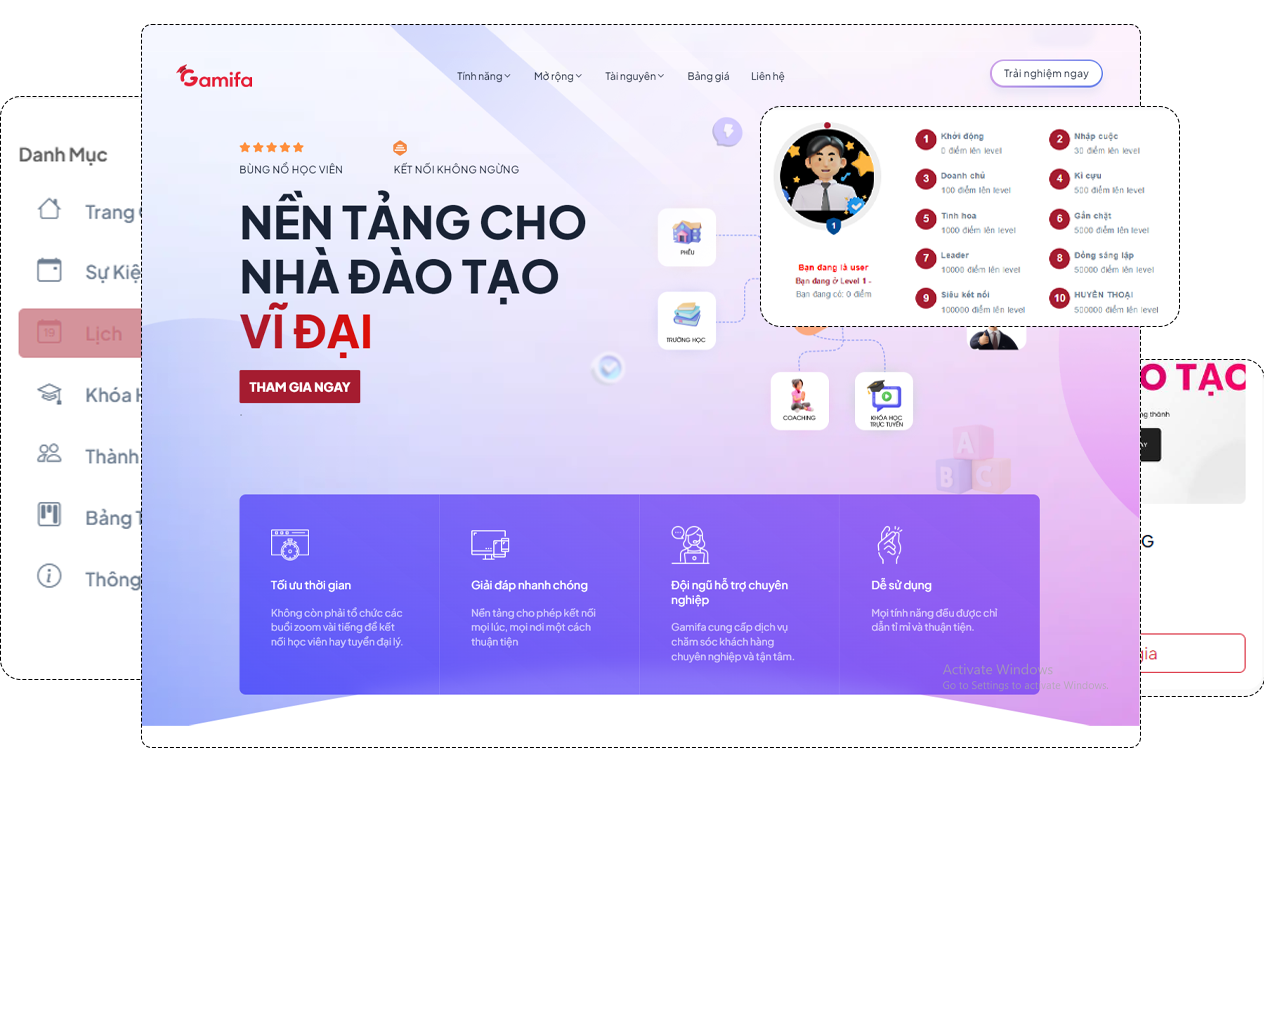 Gamifa
Tính năng
Mở rộng
Tài nguyên
Bảng giá
Liên hệ
Trải nghiệm ngay
Danh Mục
Trang
Sự Kiệ
19
Lịch
Khóa
Thành
Bảng
Thông
BÙNG NỔ HỌC VIÊN
KẾT NỐI KHÔNG NGỪNG
NỀN TẢNG CHO
NHÀ ĐÀO TẠO
VĨ ĐẠI
THAM GIA NGAY
PHỄU
TRƯỜNG HỌC
COACHING
KHÓA HỌC
TRỰC TUYẾN
A
B C
1
Bạn đang là user
Bạn đang ở Level 1 -
Bạn đang có: 0 điểm
1 Khởi động
0 điểm lên level
2 Nhập cuộc
30 điểm lên level
3 Doanh chủ
100 điểm lên level
4 Kì cựu
500 điểm lên level
5 Tinh hoa
1000 điểm lên level
6 Gắn chặt
5000 điểm lên level
7 Leader
10000 điểm lên level
8 Đồng sáng lập
50000 điểm lên level
9 Siêu kết nối
100000 điểm lên level
10 HUYỀN THOẠI
500000 điểm lên level
O TẠO
ng thành
AY
G
gia
Tối ưu thời gian
Không còn phải tổ chức các
buổi zoom vài tiếng để kết
nối học viên hay tuyển đại lý.
Giải đáp nhanh chóng
Nền tảng cho phép kết nối
mọi lúc, mọi nơi một cách
thuận tiện
Đội ngũ hỗ trợ chuyên
nghiệp
Gamifa cung cấp dịch vụ
chăm sóc khách hàng
chuyên nghiệp và tận tâm.
Dễ sử dụng
Mọi tính năng đều được chỉ
dẫn tỉ mỉ và thuận tiện.
Activate Windows
Go to Settings to activate Windows.